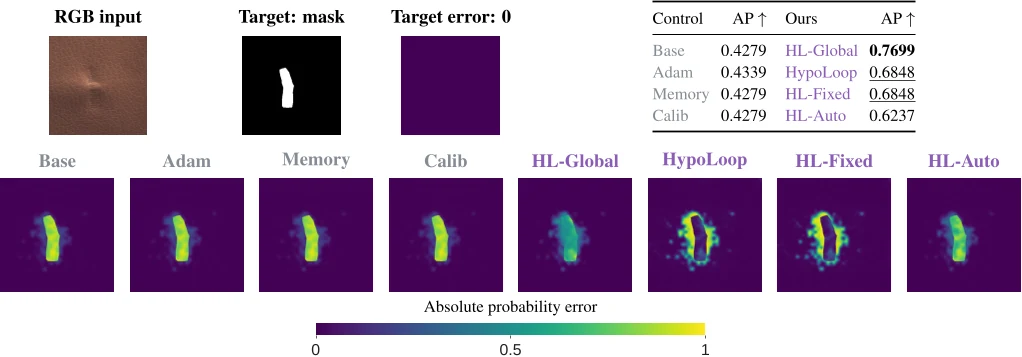 RGB input Target: mask Target error: 0
Control AP ↑ Ours AP ↑
Base 0.4279 HL-Global 0.7699
Adam 0.4339 HypoLoop 0.6848
Memory 0.4279 HL-Fixed 0.6848
Calib 0.4279 HL-Auto 0.6237
Base Adam Memory Calib HL-Global HypoLoop HL-Fixed HL-Auto
Absolute probability error
0 0.5 1